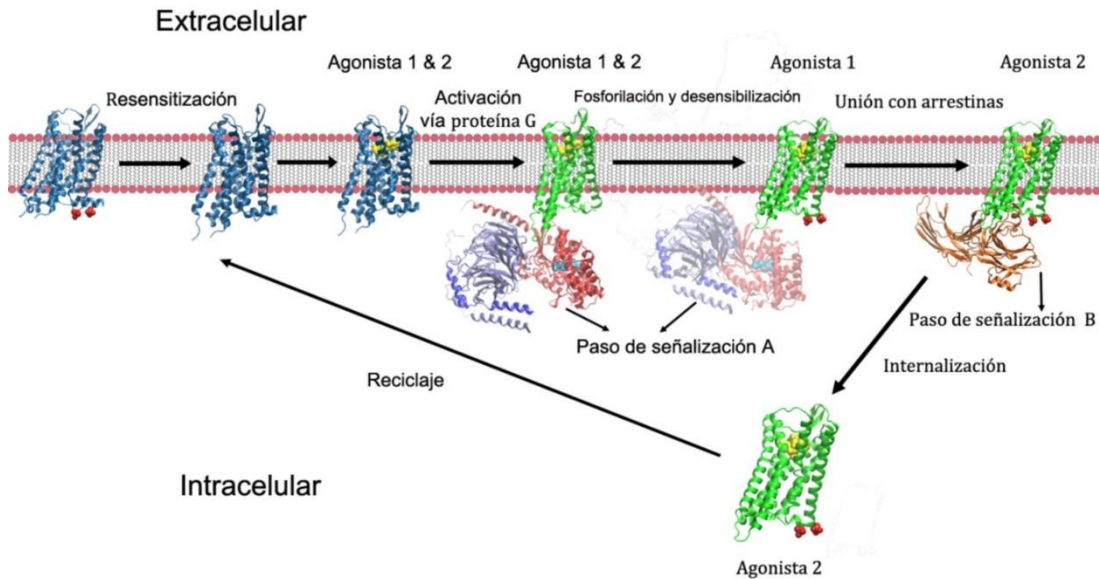 Extracelular
Agonista 1 & 2
Agonista 1 & 2
Agonista 1
Agonista 2
Resensitización
Activación
vía proteína G
Fosforilación y desensibilización
Unión con arrestinas
Paso de señalización A
Paso de señalización B
Internalización
Reciclaje
Intracelular
Agonista 2